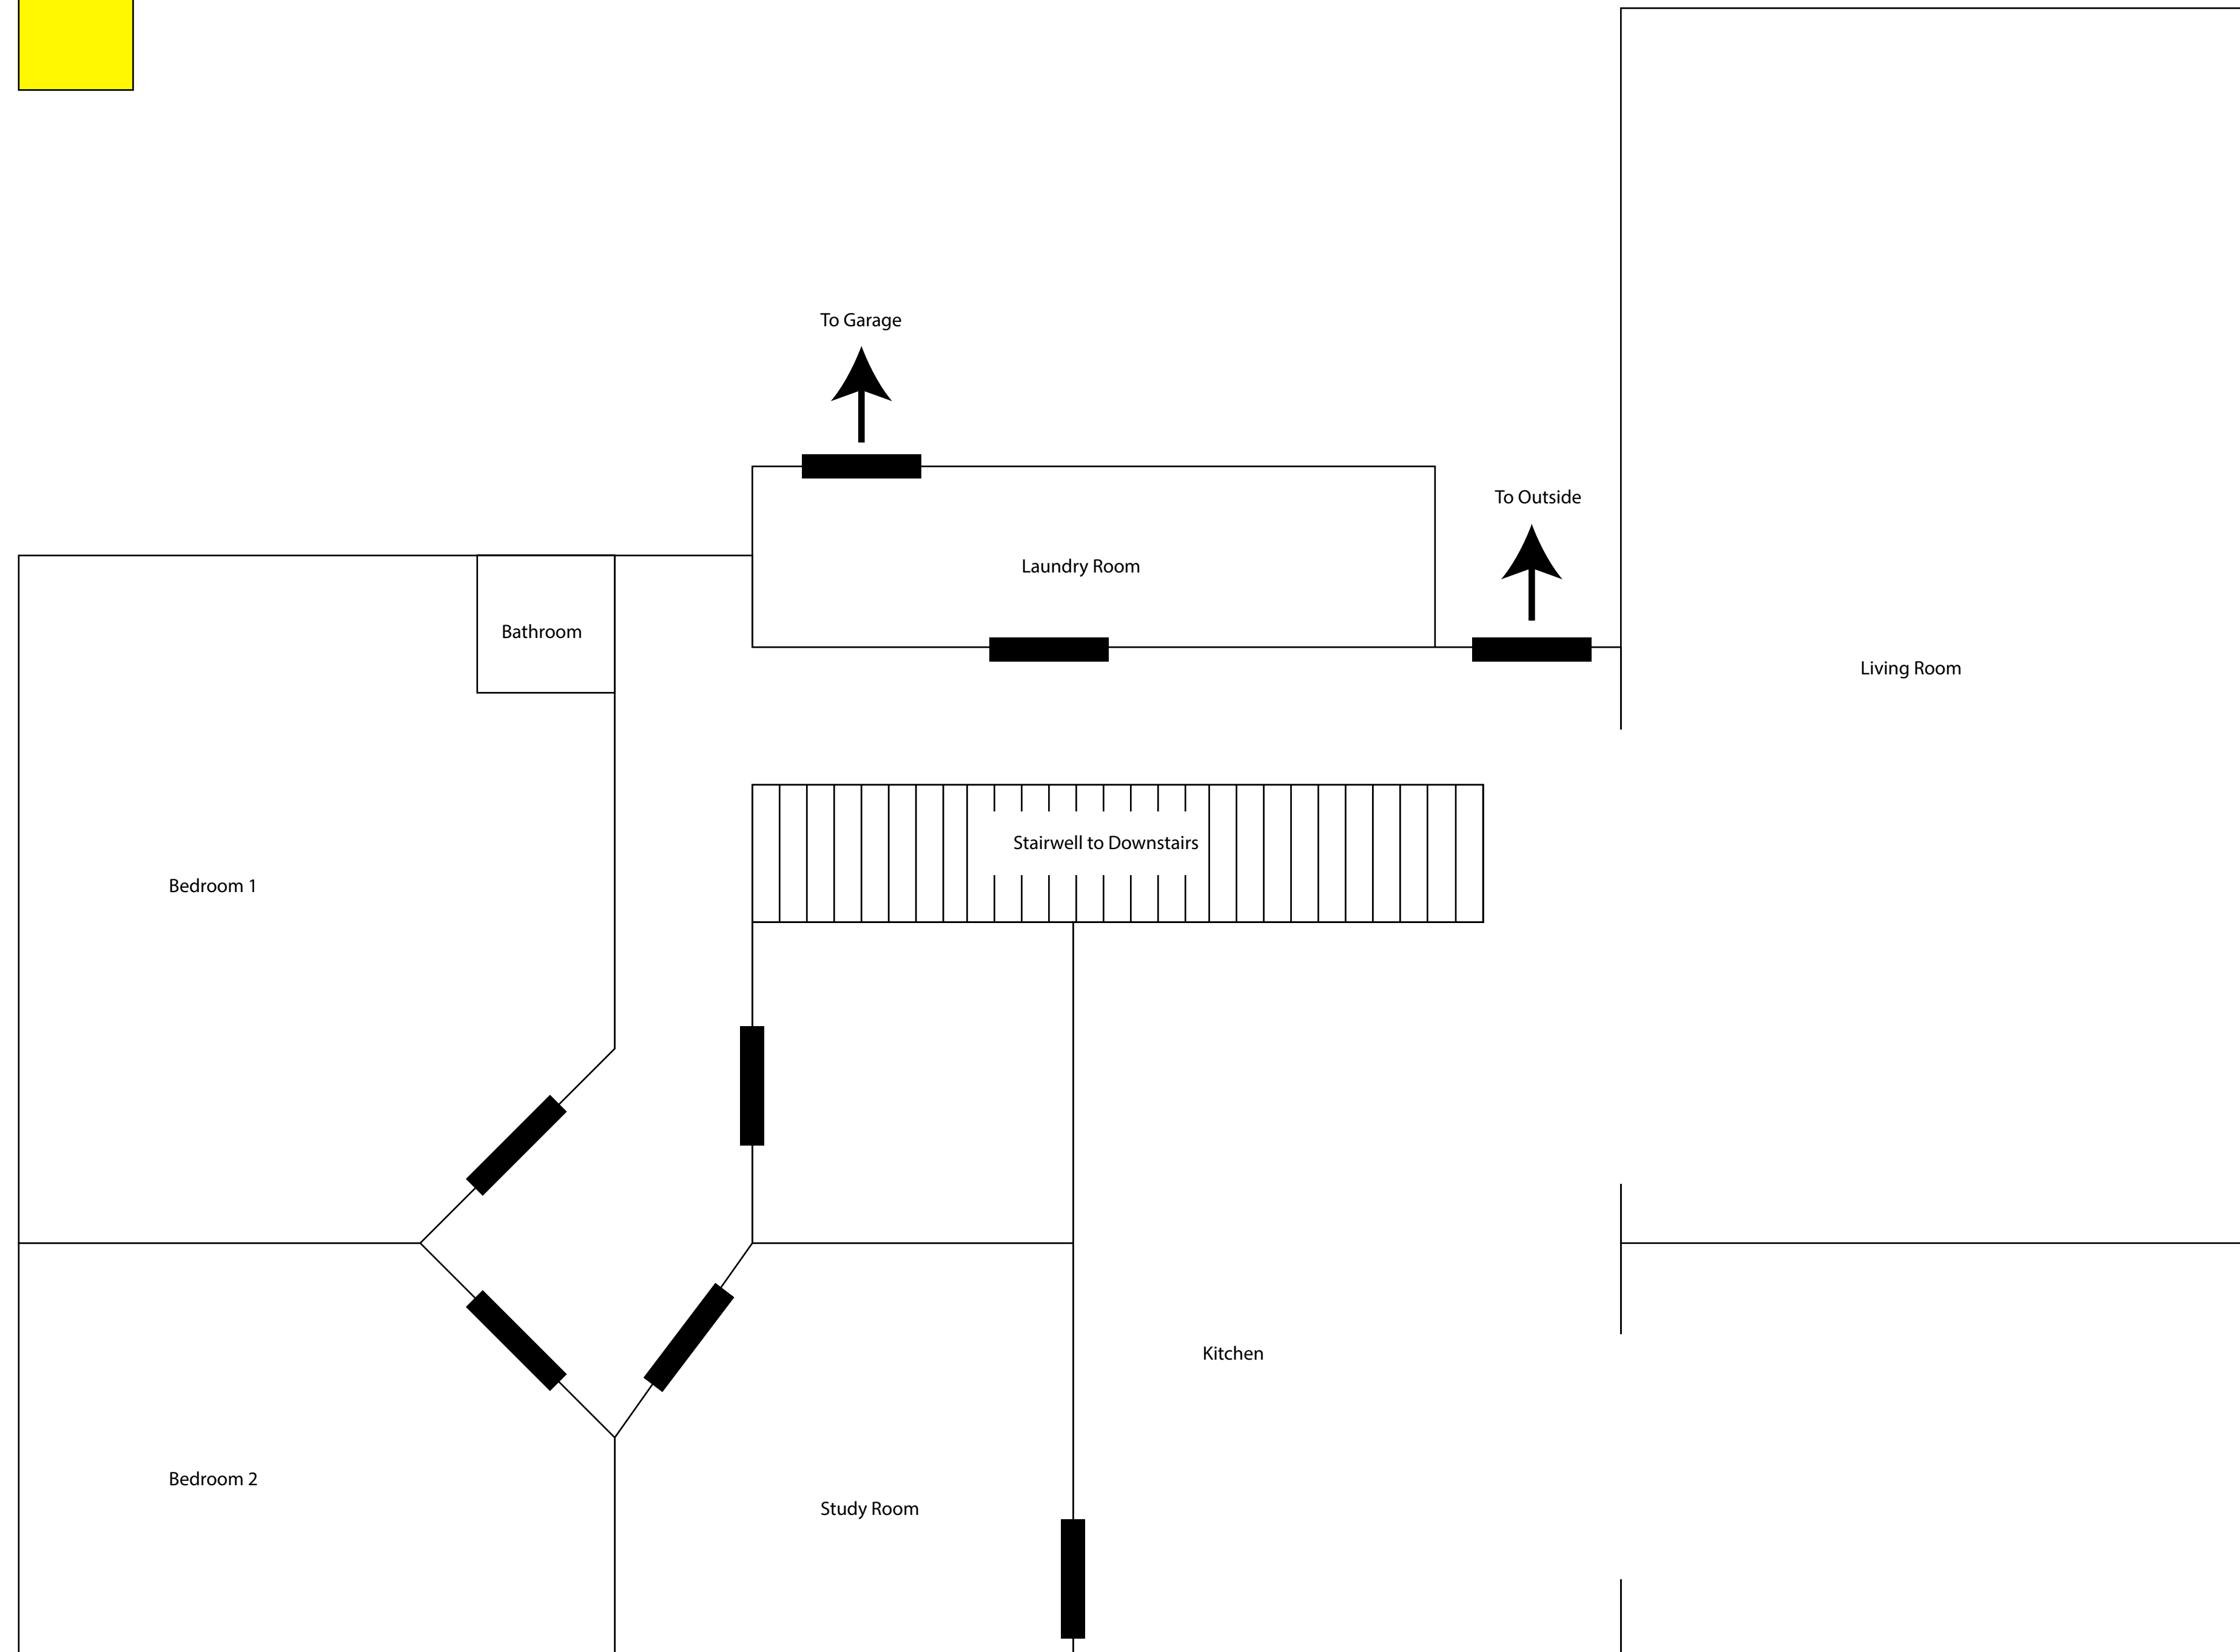 To Garage
To Outside
Laundry Room
Bathroom
Living Room
Stairwell to Downstairs
Bedroom 1
Kitchen
Bedroom 2
Study Room